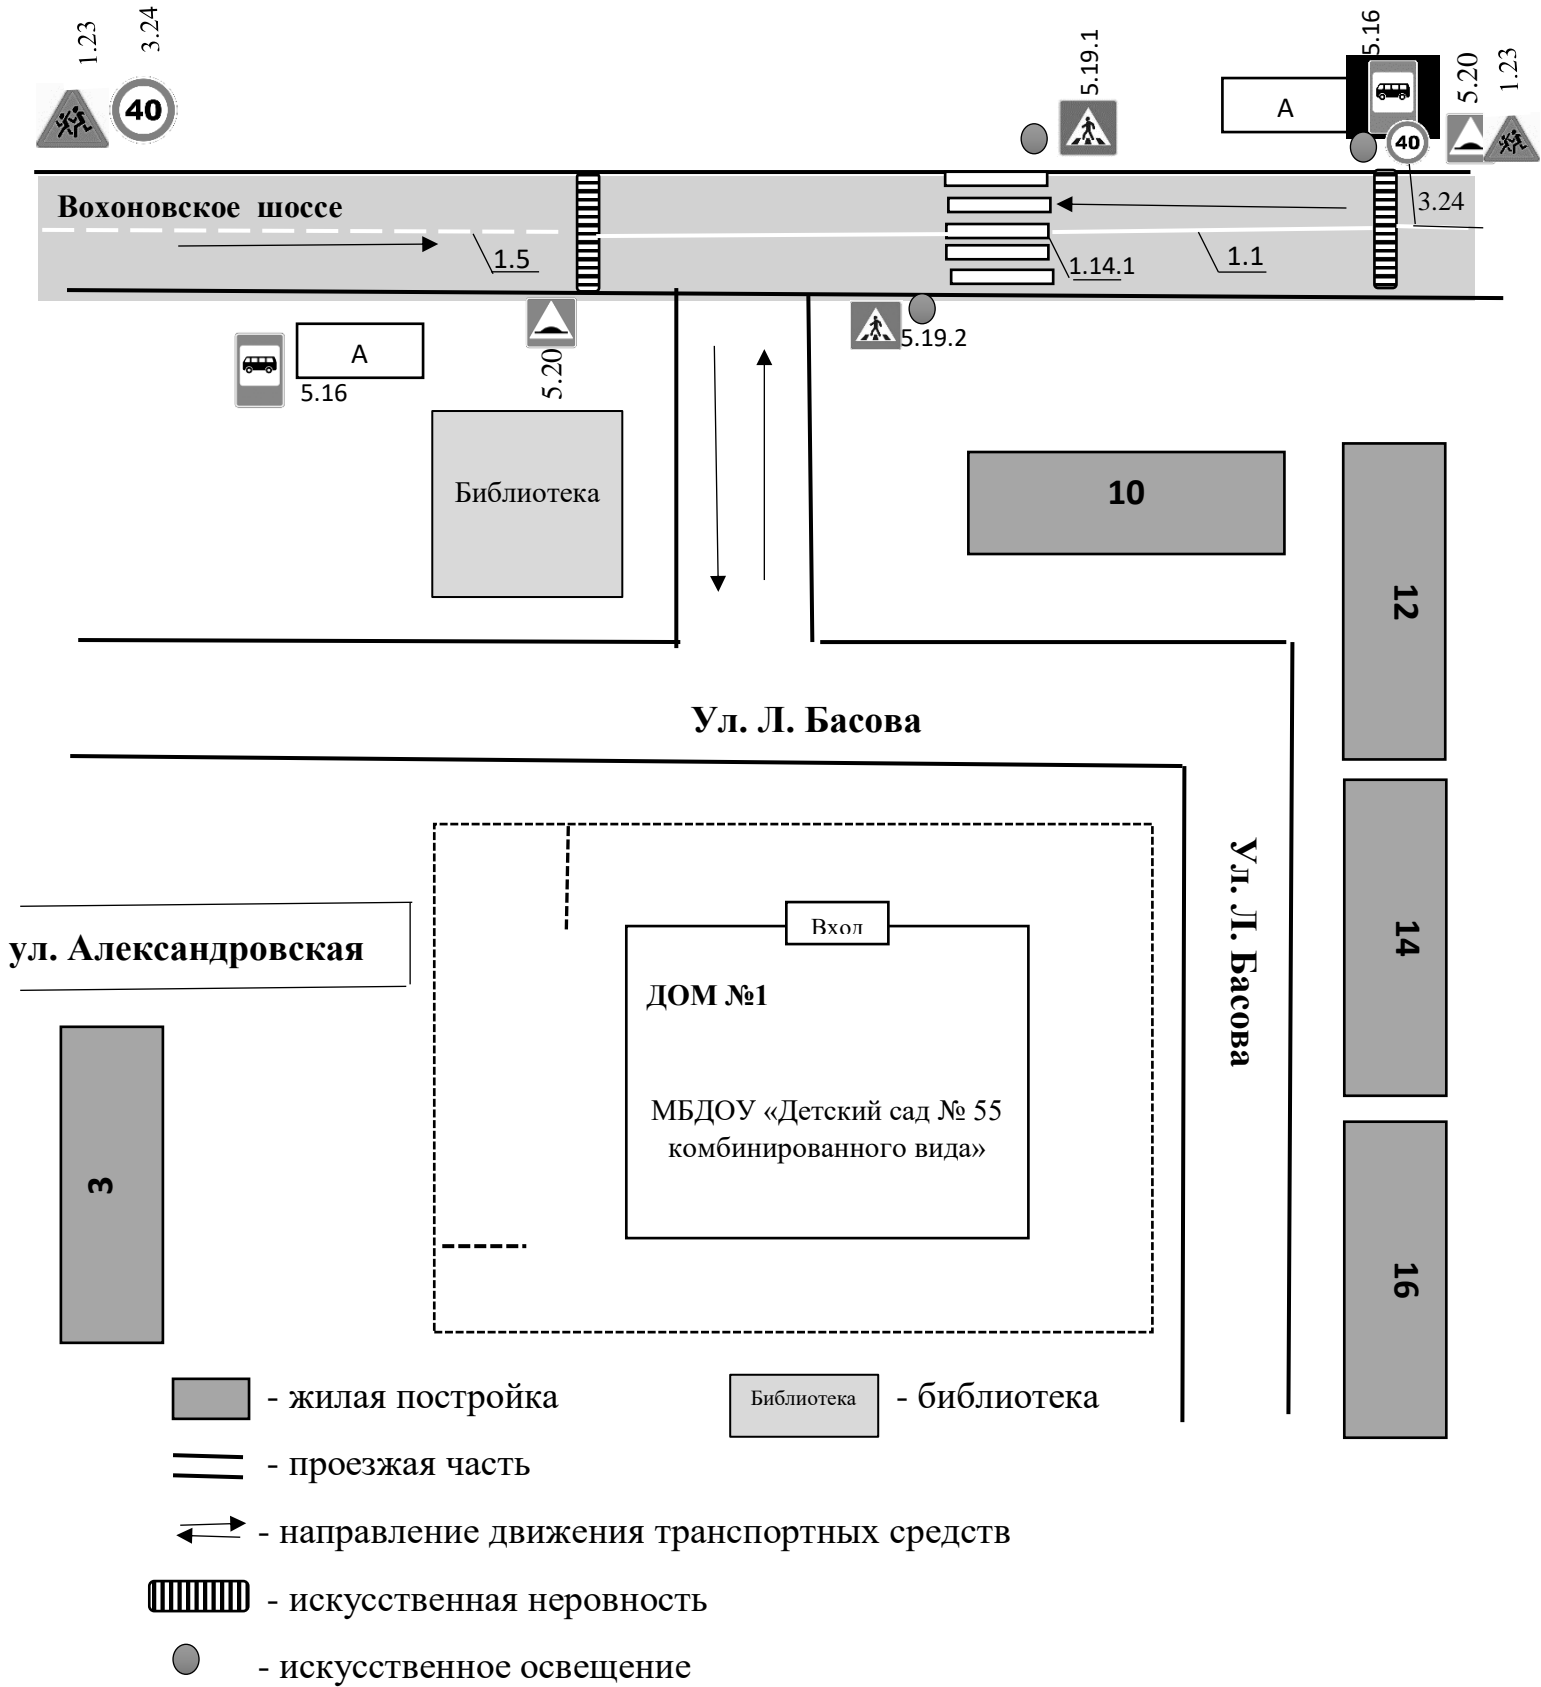 1.23
3.24
40
5.19.1
5.16
5.20
1.23
А
40
3.24
Вохоновское шоссе
1.5
1.14.1
1.1
5.19.2
А
5.16
5.20
Библиотека
10
12
Ул. Л. Басова
Ул. Л. Басова
14
ул. Александровская
Вход
ДОМ №1
МБДОУ «Детский сад № 55
комбинированного вида»
3
16
- жилая постройка
Библиотека
- библиотека
- проезжая часть
- направление движения транспортных средств
- искусственная неровность
- искусственное освещение